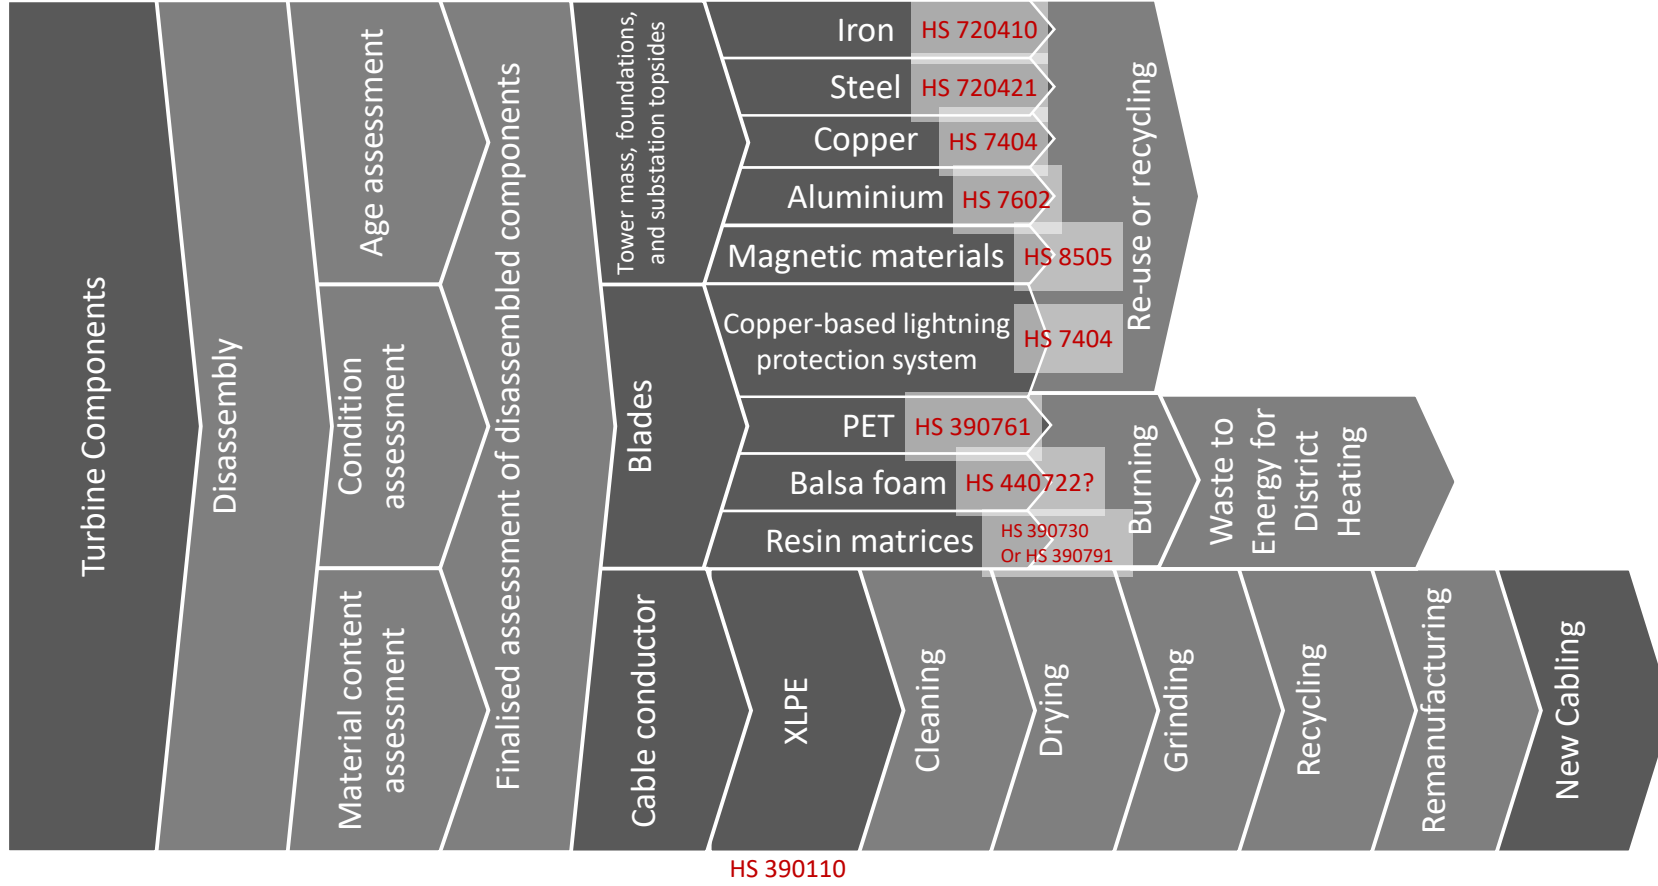 Turbine Components
Disassembly
Age assessment
Condition
assessment
Material content
assessment
Finalised assessment of disassembled components
Tower mass, foundations,
and substation topsides
Blades
Cable conductor
Iron HS 720410
Steel HS 720421
Copper HS 7404
Aluminium HS 7602
Magnetic materials HS 8505
Copper-based lightning
protection system
HS 7404
PET HS 390761
Balsa foam HS 440722?
Resin matrices
HS 390730
Or HS 390791
Re-use or recycling
Burning
Waste to
Energy for
District
Heating
XLPE
Cleaning
Drying
Grinding
Recycling
Remanufacturing
New Cabling
HS 390110